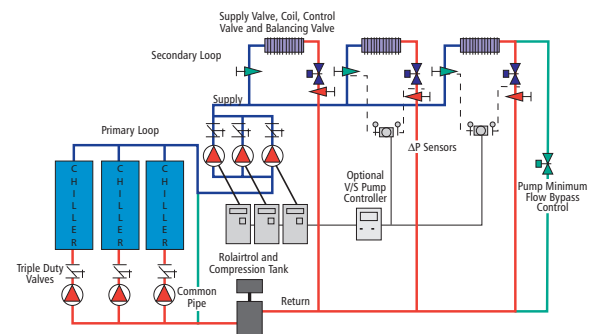 Supply Valve, Coil, Control
Valve and Balancing Valve
Secondary Loop
Supply
Primary Loop
CHILLER
CHILLER
CHILLER
ΔP Sensors
Optional
V/S Pump
Controller
Pump Minimum
Flow Bypass
Control
Triple Duty
Valves
Rolairtrol and
Compression Tank
Common
Pipe
Return